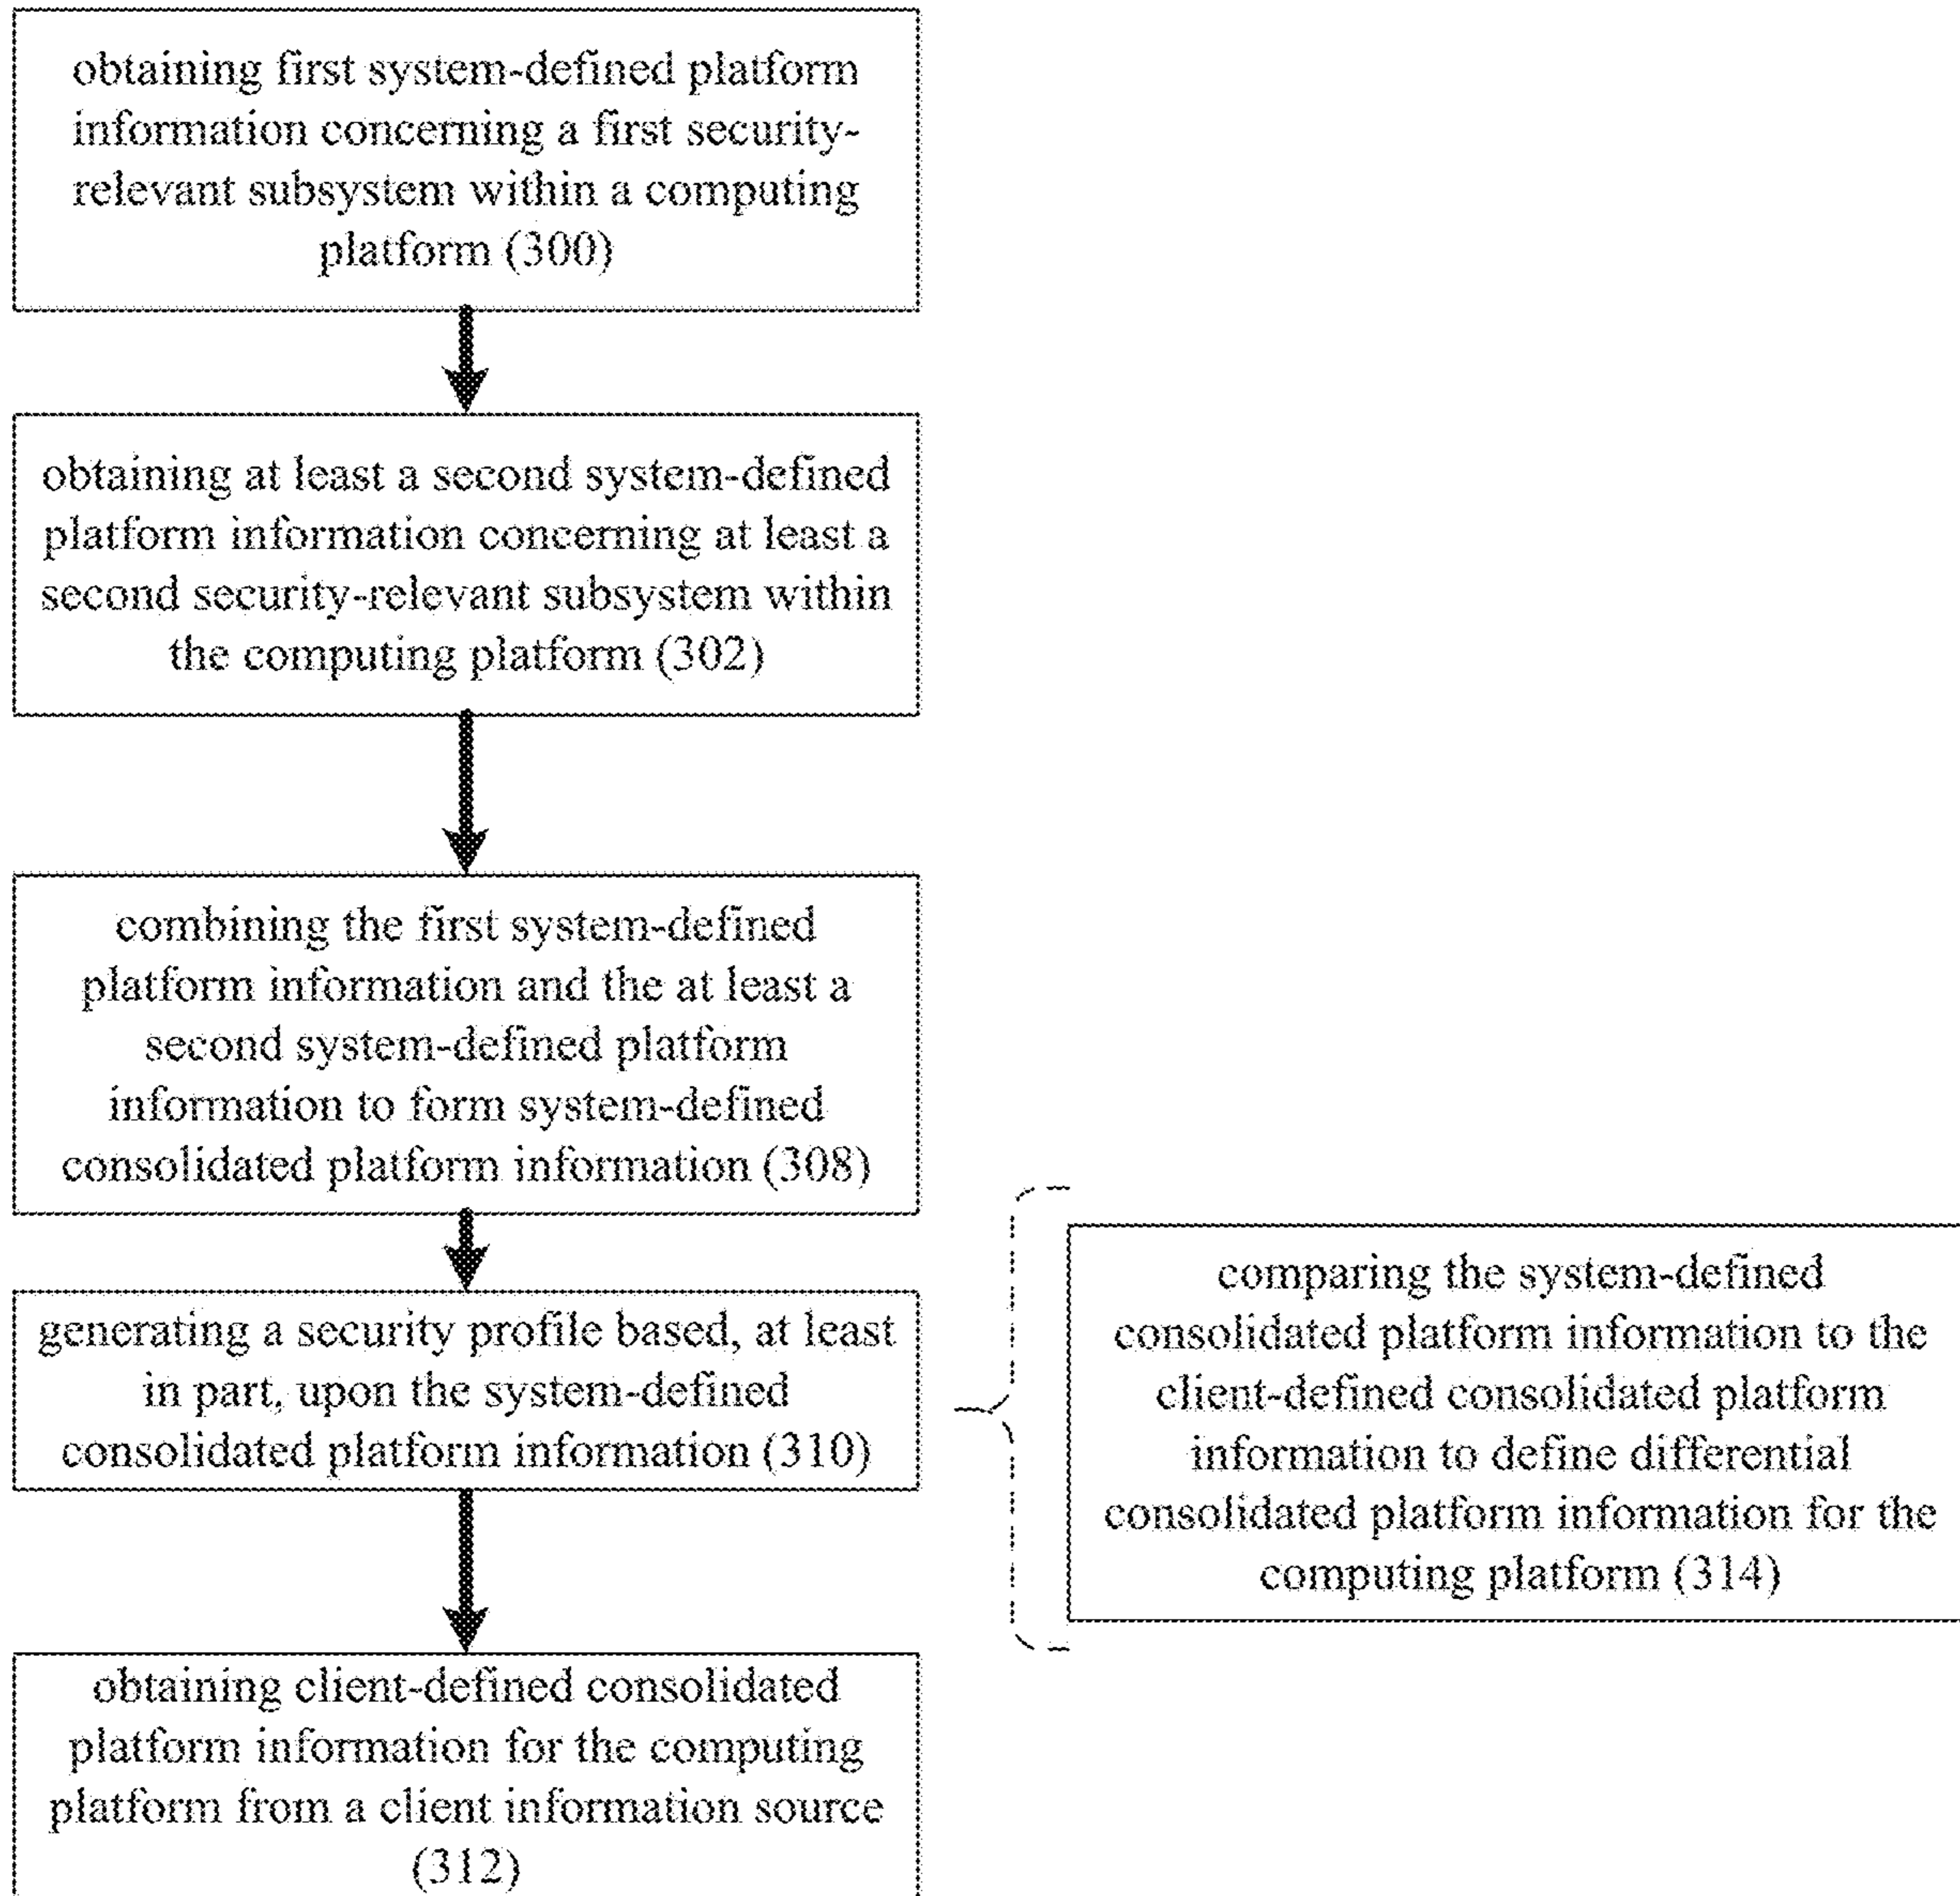 obtaining first system-defined platform
information concerning a first security-
relevant subsystem within a computing
platform (300)
obtaining at least a second system-defined
platform information concerning at least a
second security-relevant subsystem within
the computing platform (302)
combining the first system-defined
platform information and the at least a
second system-defined platform
information to form system-defined
consolidated platform information (308)
generating a security profile based, at least
in part, upon the system-defined
consolidated platform information (310)
comparing the system-defined
consolidated platform information to the
client-defined consolidated platform
information to define differential
consolidated platform information for the
computing platform (314)
obtaining client-defined consolidated
platform information for the computing
platform from a client information source
(312)